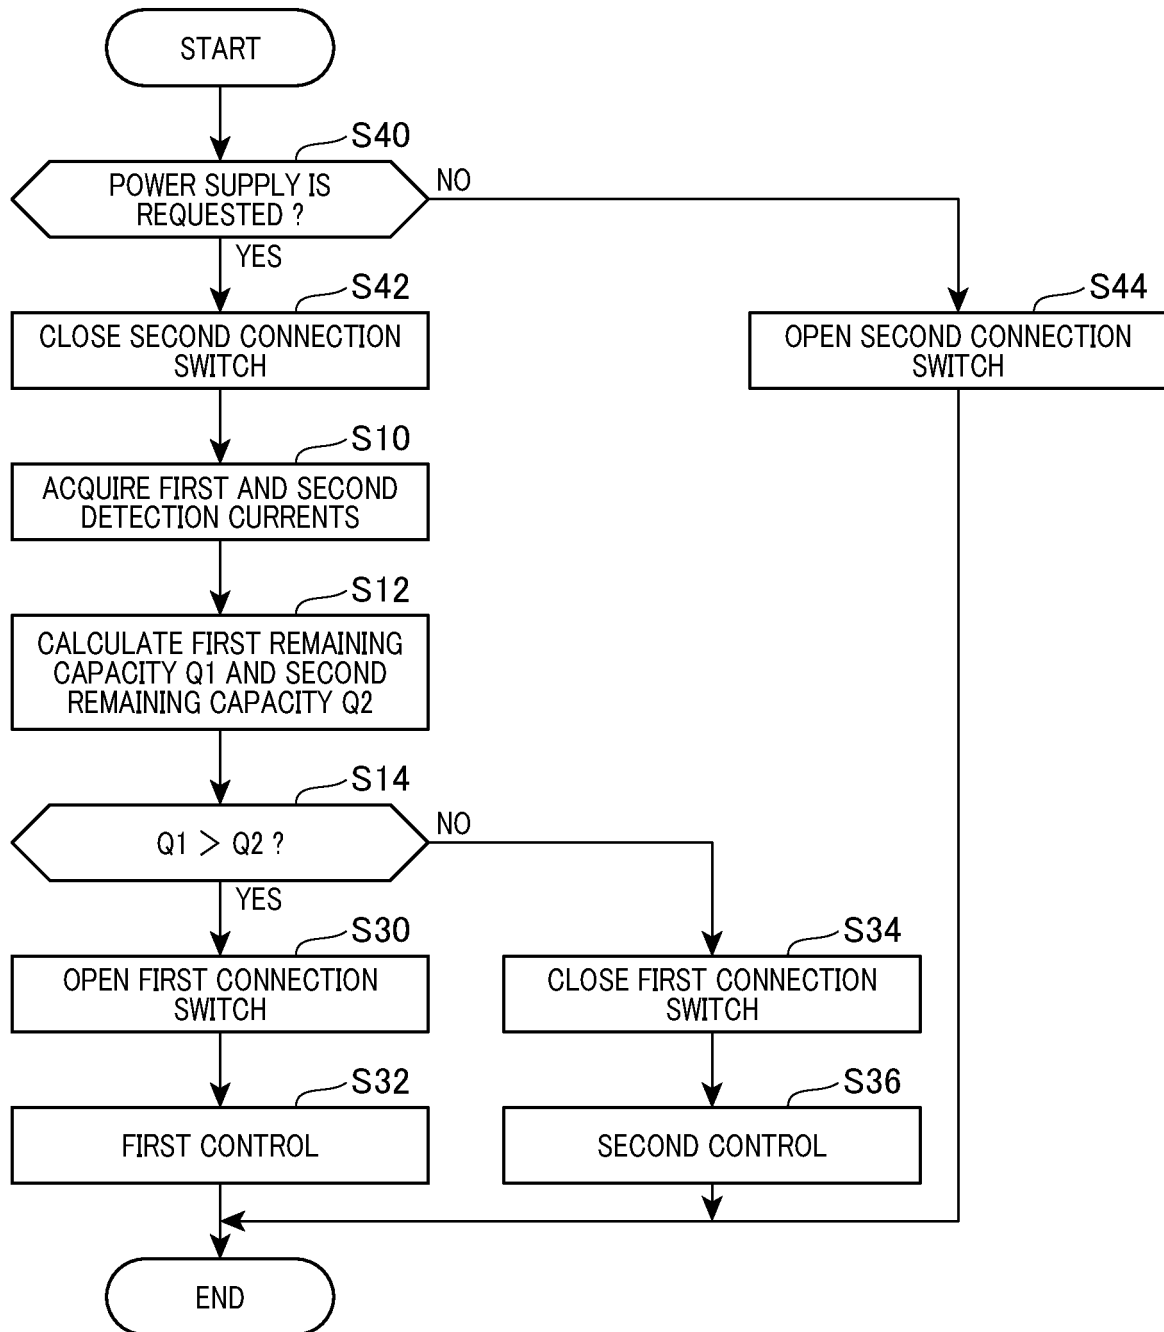 START
S40
POWER SUPPLY IS
REQUESTED ?
NO
YES
S42
CLOSE SECOND CONNECTION
SWITCH
S44
OPEN SECOND CONNECTION
SWITCH
S10
ACQUIRE FIRST AND SECOND
DETECTION CURRENTS
S12
CALCULATE FIRST REMAINING
CAPACITY Q1 AND SECOND
REMAINING CAPACITY Q2
S14
Q1 > Q2 ?
NO
YES
S30
OPEN FIRST CONNECTION
SWITCH
S34
CLOSE FIRST CONNECTION
SWITCH
S32
FIRST CONTROL
S36
SECOND CONTROL
END